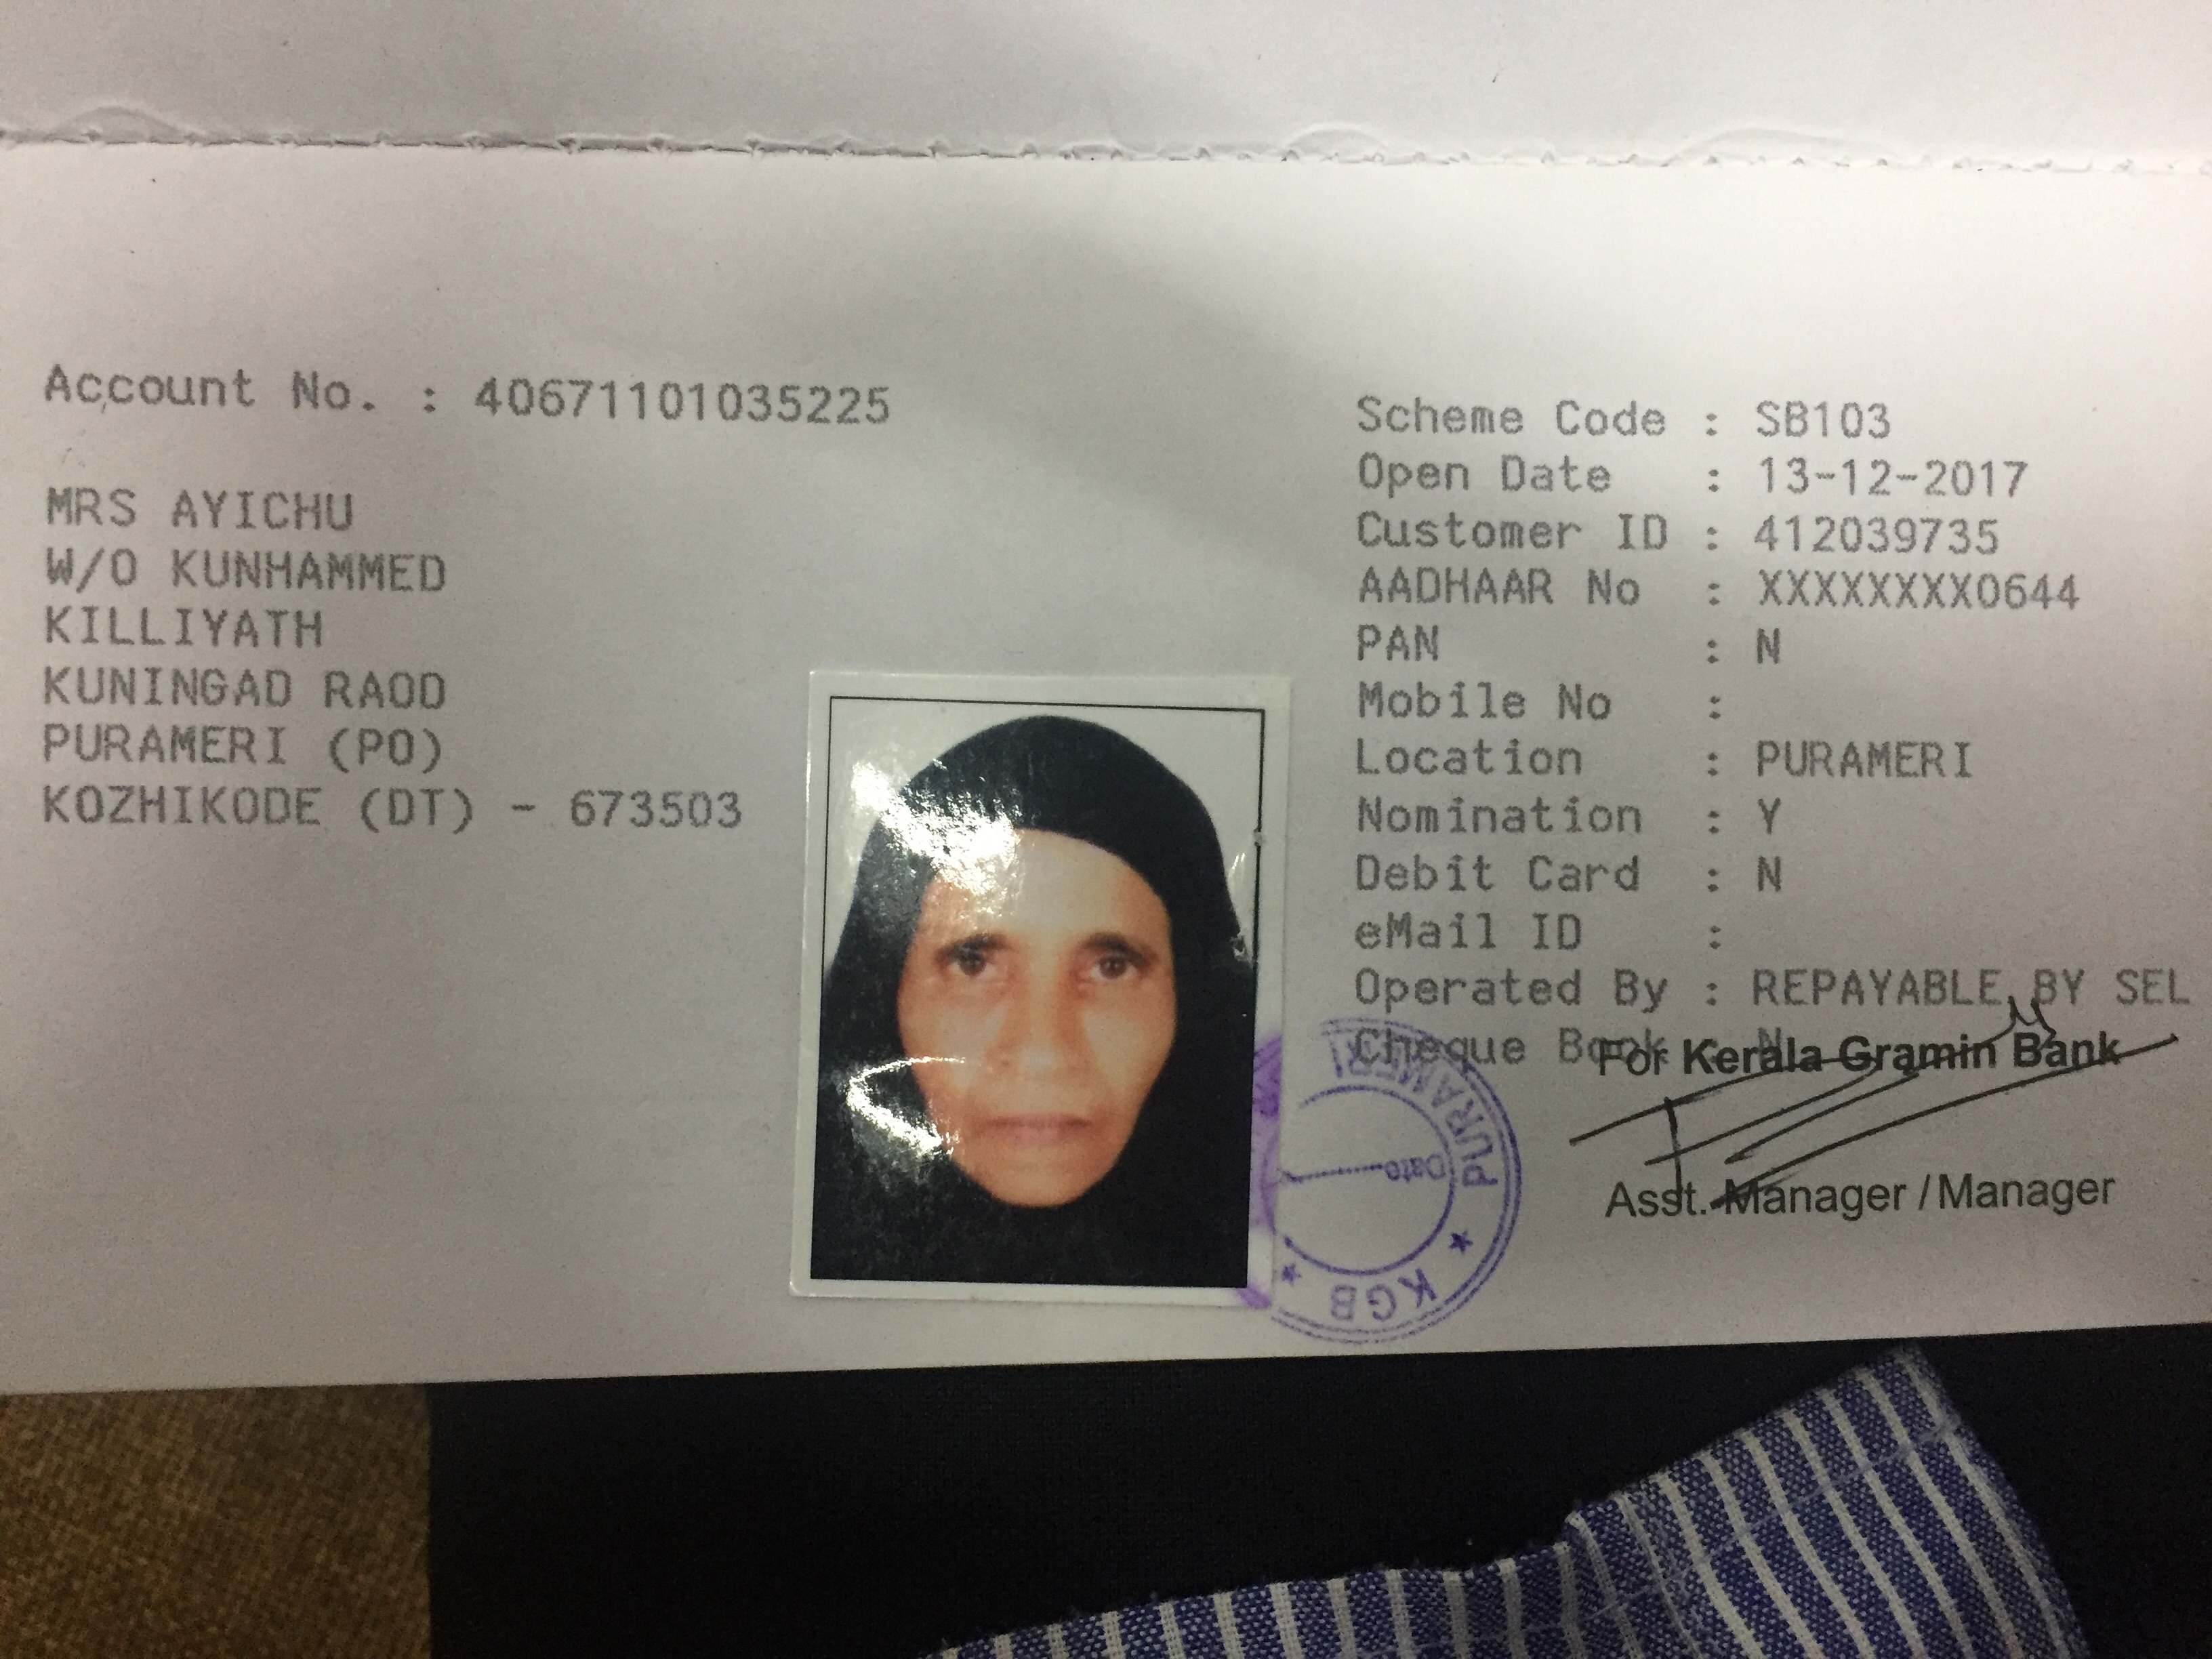 Account No. : 40671101035225
MRS AYICHU
W/O KUNHAMMED
KILLIYATH
KUNINGAD RAOD
PURAMERI (PO)
KOZHIKODE (DT) - 673503
Scheme Code : SB103
Open Date : 13-12-2017
Customer ID : 412039735
AADHAAR No : XXXXXXXX0644
PAN : N
Mobile No :
Location : PURAMERI
Nomination : Y
Debit Card : N
eMail ID :
Operated By : REPAYABLE BY SEL
Cheque Book N
For Kerala Gramin Bank
Asst. Manager / Manager
PURAMERI
Date
★ KGB ★